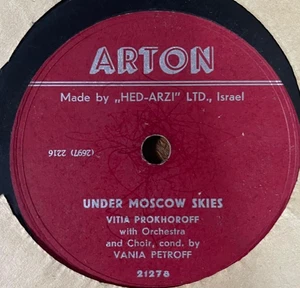 ARTON
Made by „HED-ARZI" LTD., Israel
(2697) 2216
UNDER MOSCOW SKIES
VITIA PROKHOROFF
with Orchestra
and Choir, cond. by
VANIA PETROFF
21278